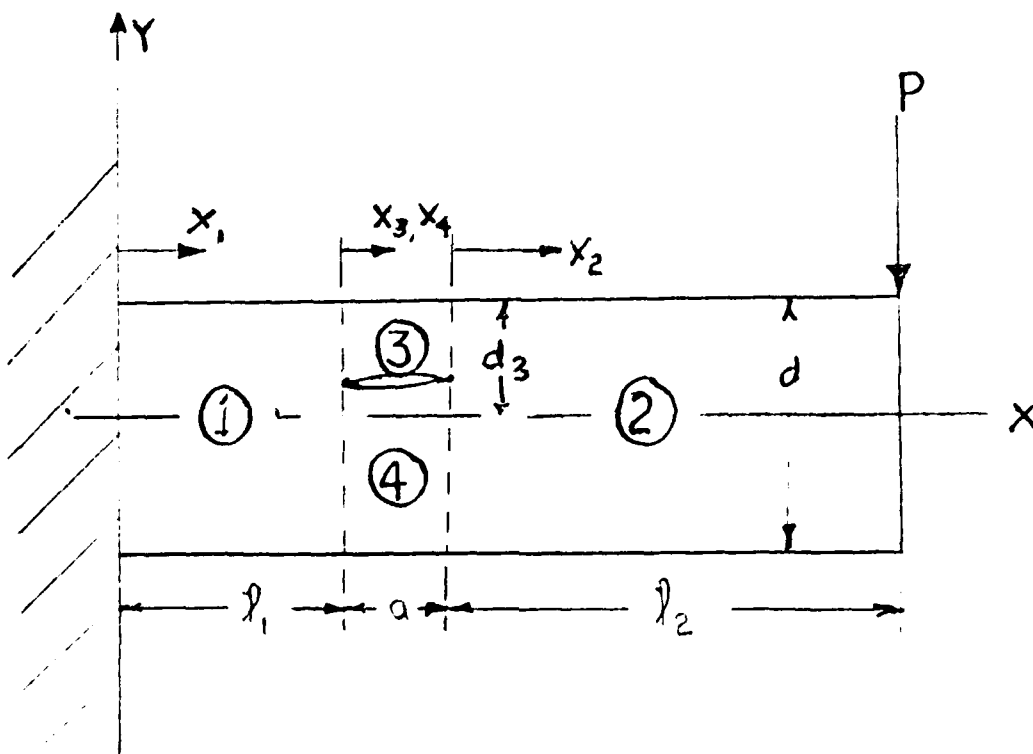 Y
P
X₁
X₃, X₄
X₂
③
d₃
d
①
②
X
④
l₁
a
l₂